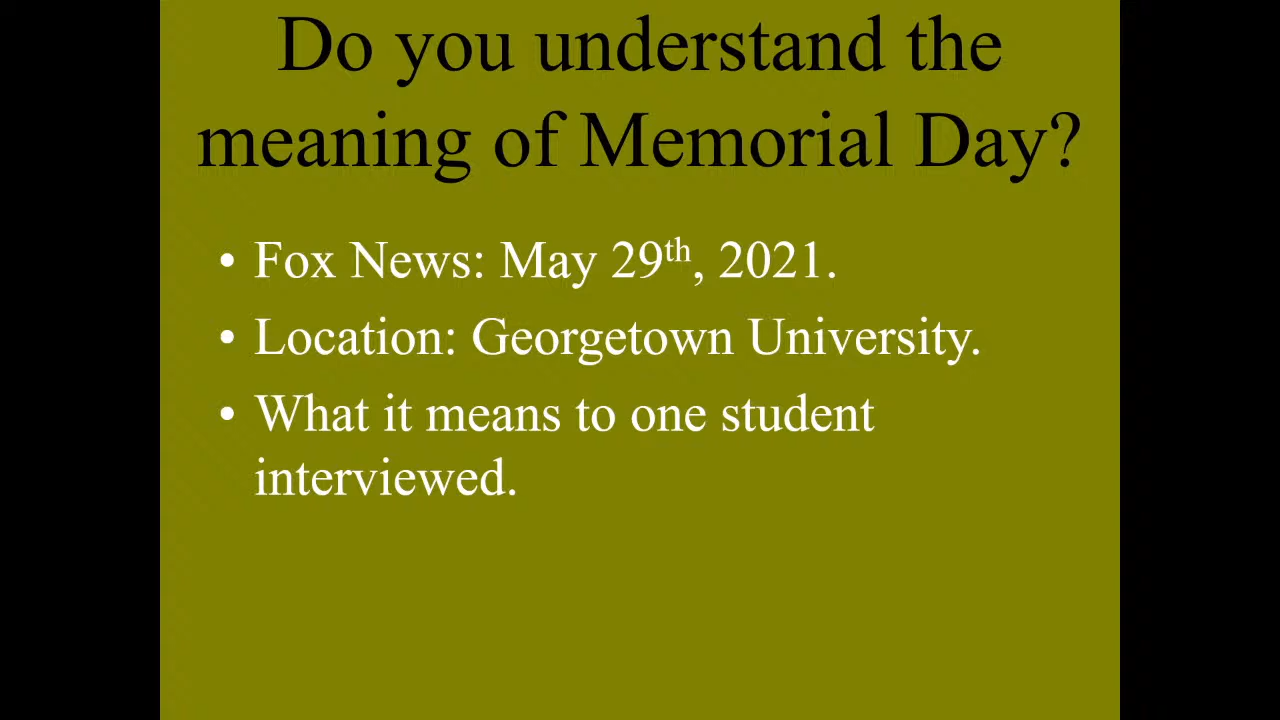 Do you understand the
meaning of Memorial Day?
• Fox News: May 29th, 2021.
• Location: Georgetown University.
• What it means to one student
interviewed.